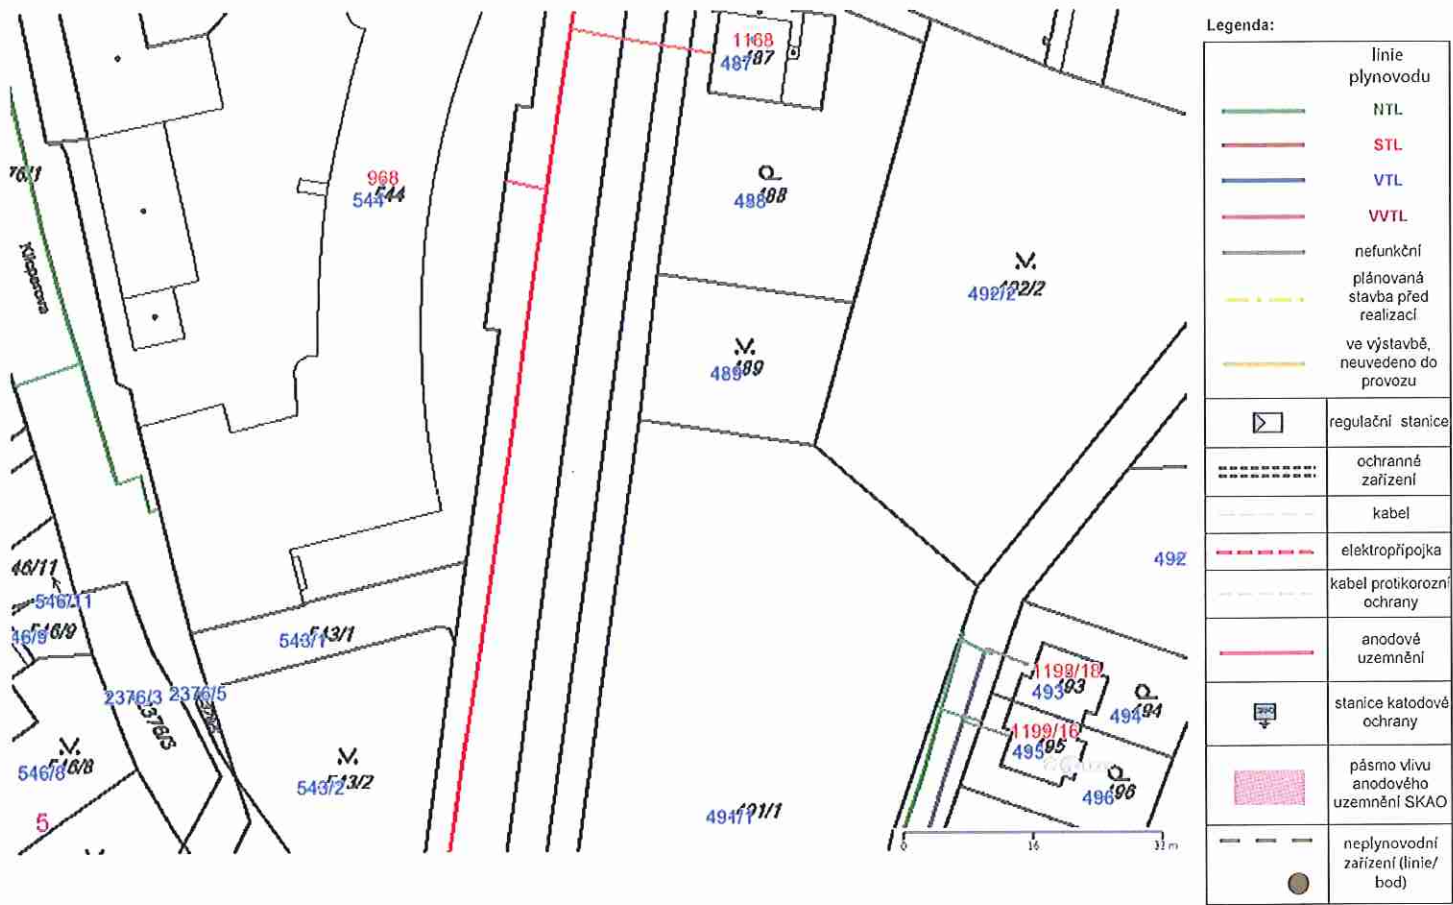 Legenda:
linie
plynovodu
NTL
STL
VTL
VVTL
nefunkční
plánovaná
stavba před
realizací
ve výstavbě,
neuvedeno do
provozu
regulační stanice
ochranné
zařízení
kabel
elektropřípojka
kabel protikorozní
ochrany
anodové
uzemnění
stanice katodové
ochrany
pásmo vlivu
anodového
uzemnění SKAO
neplynovodní
zařízení (linie/
bod)
1168
487
487
76/1
968
544
544
488
488
Klicperova
492/2
492/2
489
489
492
46/11
546/11
46/9
546/9
543/1
543/1
1198/18
493
493
2376/3
2376/5
2376/3
494
494
1199/16
495
495
546/8
546/8
543/2
543/2
496
496
491/1
491/1
5
0
16
32 m